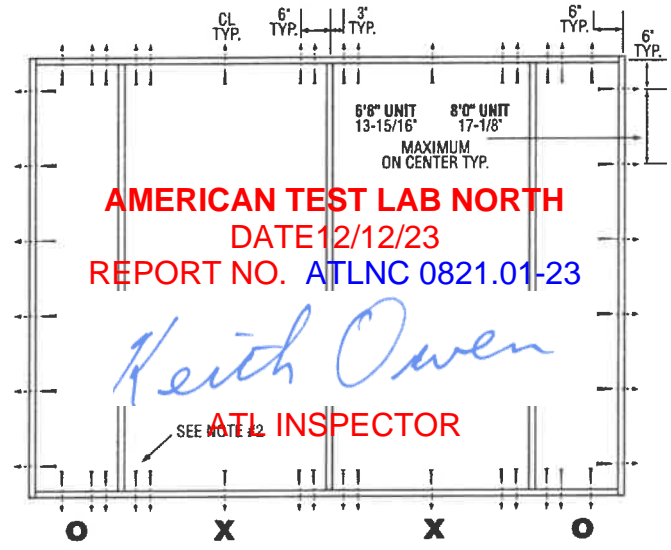 CL
TYP.
6"
TYP.
3"
TYP.
6"
TYP.
6"
TYP.
6'8" UNIT 8'0" UNIT
13-15/16" 17-1/8"
MAXIMUM
ON CENTER TYP.
AMERICAN TEST LAB NORTH
DATE12/12/23
REPORT NO. ATLNC 0821.01-23
Keith Owen
SEE NOTE #2
ATL INSPECTOR
O X X O